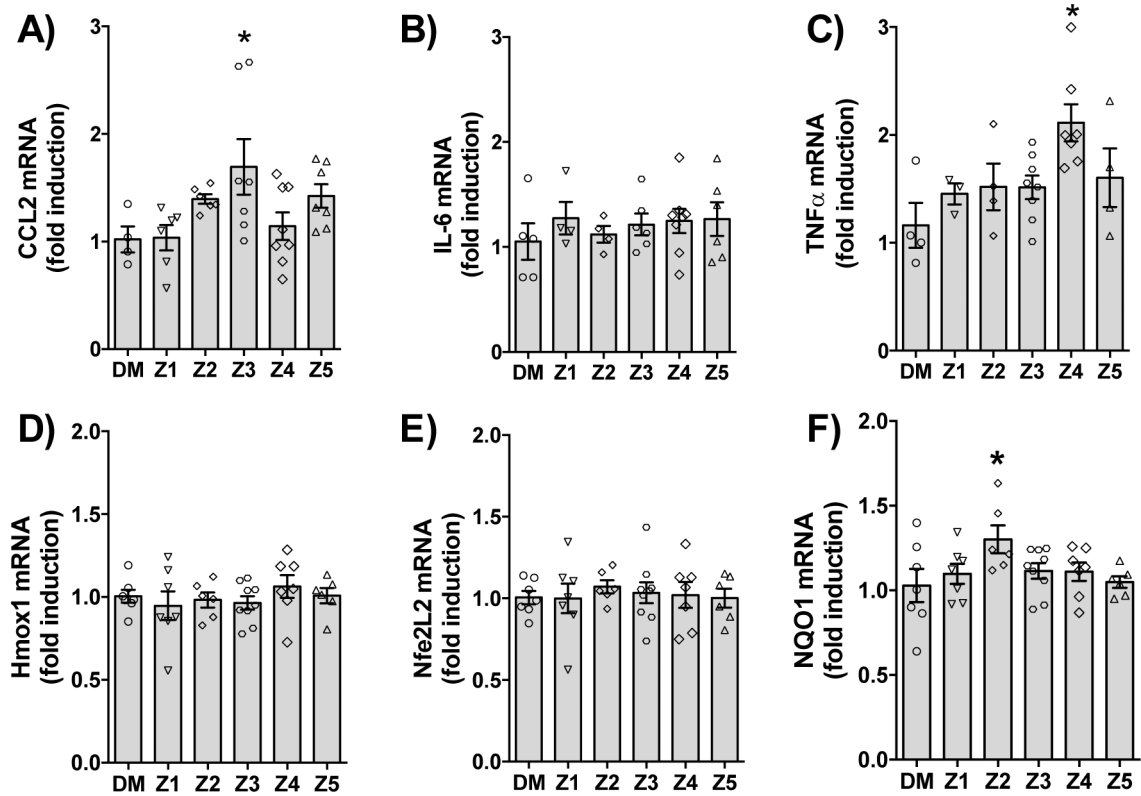 A)
CCL2 mRNA
(fold induction)
3
2
1
0
*
DM Z1 Z2 Z3 Z4 Z5
B)
IL-6 mRNA
(fold induction)
3
2
1
0
DM Z1 Z2 Z3 Z4 Z5
C)
TNFα mRNA
(fold induction)
3
2
1
0
*
DM Z1 Z2 Z3 Z4 Z5
D)
Hmox1 mRNA
(fold induction)
2.0
1.5
1.0
0.5
0.0
DM Z1 Z2 Z3 Z4 Z5
E)
Nfe2L2 mRNA
(fold induction)
2.0
1.5
1.0
0.5
0.0
DM Z1 Z2 Z3 Z4 Z5
F)
NQO1 mRNA
(fold induction)
2.0
1.5
1.0
0.5
0.0
*
DM Z1 Z2 Z3 Z4 Z5